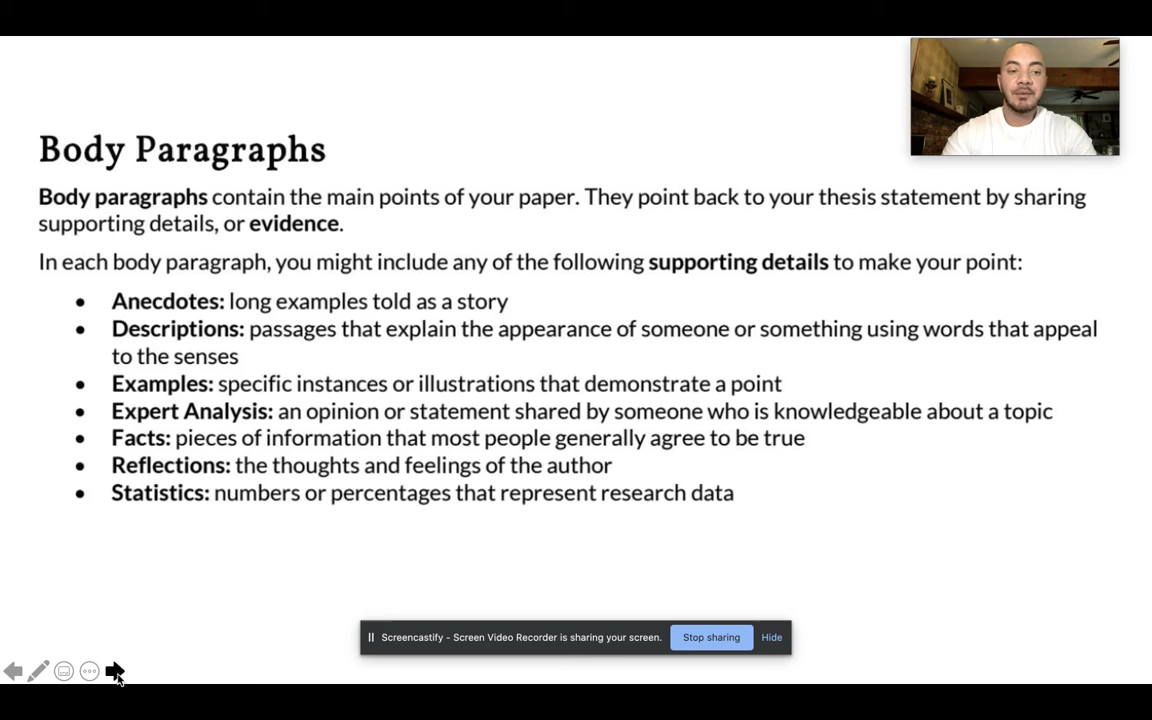 Body Paragraphs
Body paragraphs contain the main points of your paper. They point back to your thesis statement by sharing
supporting details, or evidence.
In each body paragraph, you might include any of the following supporting details to make your point:
• Anecdotes: long examples told as a story
• Descriptions: passages that explain the appearance of someone or something using words that appeal
to the senses
• Examples: specific instances or illustrations that demonstrate a point
• Expert Analysis: an opinion or statement shared by someone who is knowledgeable about a topic
• Facts: pieces of information that most people generally agree to be true
• Reflections: the thoughts and feelings of the author
• Statistics: numbers or percentages that represent research data
Screencastify - Screen Video Recorder is sharing your screen. Stop sharing Hide